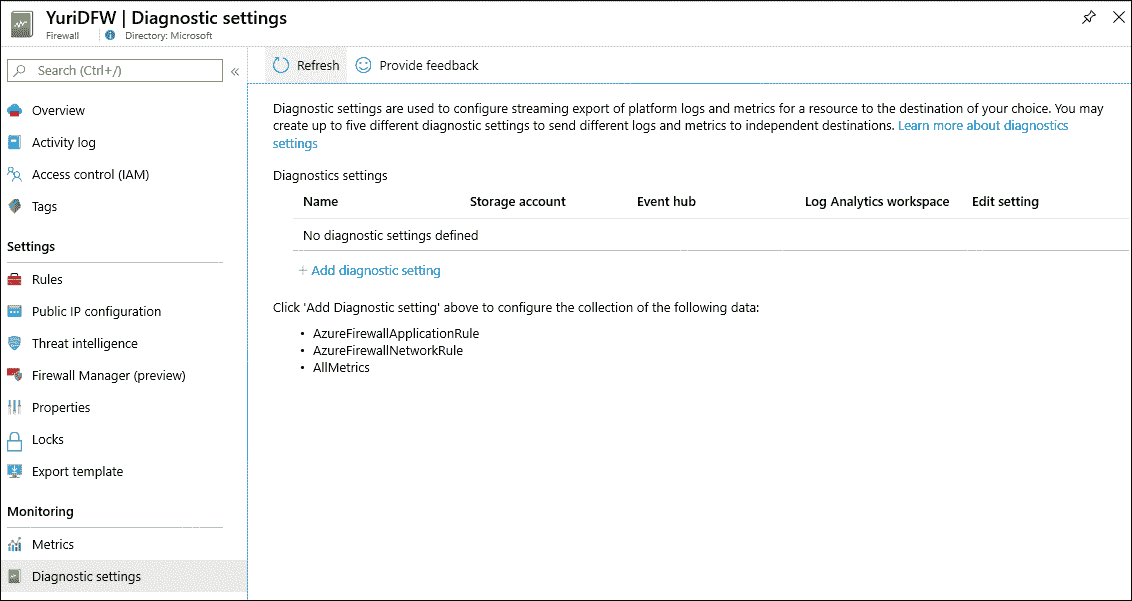 YuriDFW | Diagnostic settings
Firewall
Directory: Microsoft
Search (Ctrl+/)
«
Overview
Activity log
Access control (IAM)
Tags
Settings
Rules
Public IP configuration
Threat intelligence
Firewall Manager (preview)
Properties
Locks
Export template
Monitoring
Metrics
Diagnostic settings
Refresh
Provide feedback
Diagnostic settings are used to configure streaming export of platform logs and metrics for a resource to the destination of your choice. You may
create up to five different diagnostic settings to send different logs and metrics to independent destinations. Learn more about diagnostics
settings
Diagnostics settings
Name Storage account Event hub Log Analytics workspace Edit setting
No diagnostic settings defined
+ Add diagnostic setting
Click 'Add Diagnostic setting' above to configure the collection of the following data:
• AzureFirewallApplicationRule
• AzureFirewallNetworkRule
• AllMetrics